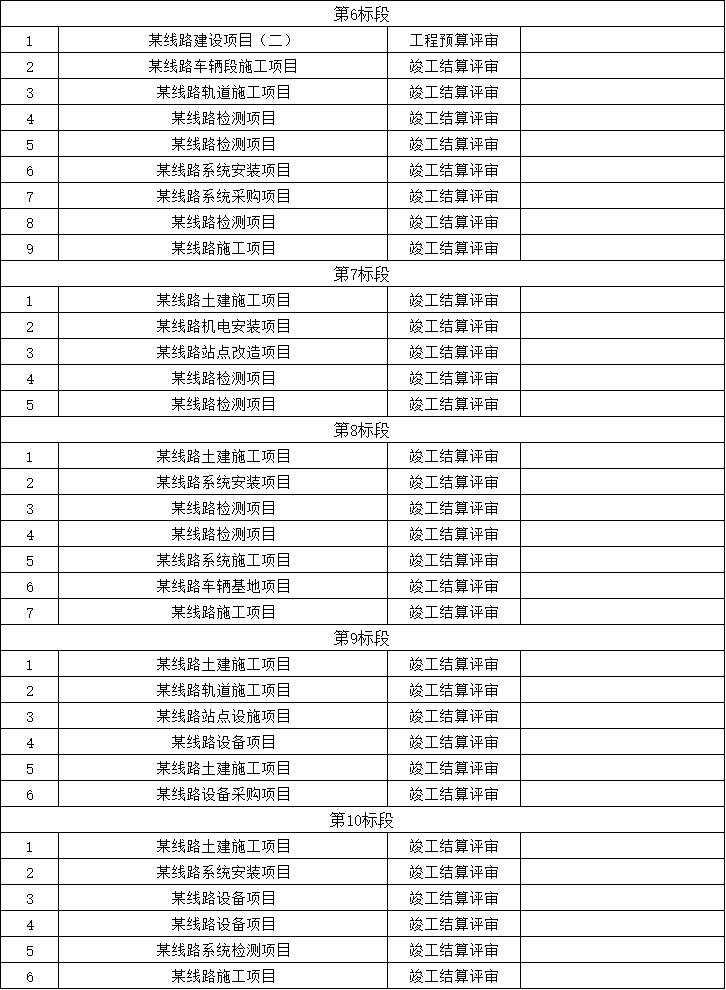 第6标段
1 某线路建设项目（二） 工程预算评审
2 某线路车辆段施工项目 竣工结算评审
3 某线路轨道施工项目 竣工结算评审
4 某线路检测项目 竣工结算评审
5 某线路检测项目 竣工结算评审
6 某线路系统安装项目 竣工结算评审
7 某线路系统采购项目 竣工结算评审
8 某线路检测项目 竣工结算评审
9 某线路施工项目 竣工结算评审
第7标段
1 某线路土建施工项目 竣工结算评审
2 某线路机电安装项目 竣工结算评审
3 某线路站点改造项目 竣工结算评审
4 某线路检测项目 竣工结算评审
5 某线路检测项目 竣工结算评审
第8标段
1 某线路土建施工项目 竣工结算评审
2 某线路系统安装项目 竣工结算评审
3 某线路检测项目 竣工结算评审
4 某线路检测项目 竣工结算评审
5 某线路系统施工项目 竣工结算评审
6 某线路车辆基地项目 竣工结算评审
7 某线路施工项目 竣工结算评审
第9标段
1 某线路土建施工项目 竣工结算评审
2 某线路轨道施工项目 竣工结算评审
3 某线路站点设施项目 竣工结算评审
4 某线路设备项目 竣工结算评审
5 某线路土建施工项目 竣工结算评审
6 某线路设备采购项目 竣工结算评审
第10标段
1 某线路土建施工项目 竣工结算评审
2 某线路系统安装项目 竣工结算评审
3 某线路设备项目 竣工结算评审
4 某线路设备项目 竣工结算评审
5 某线路系统检测项目 竣工结算评审
6 某线路施工项目 竣工结算评审